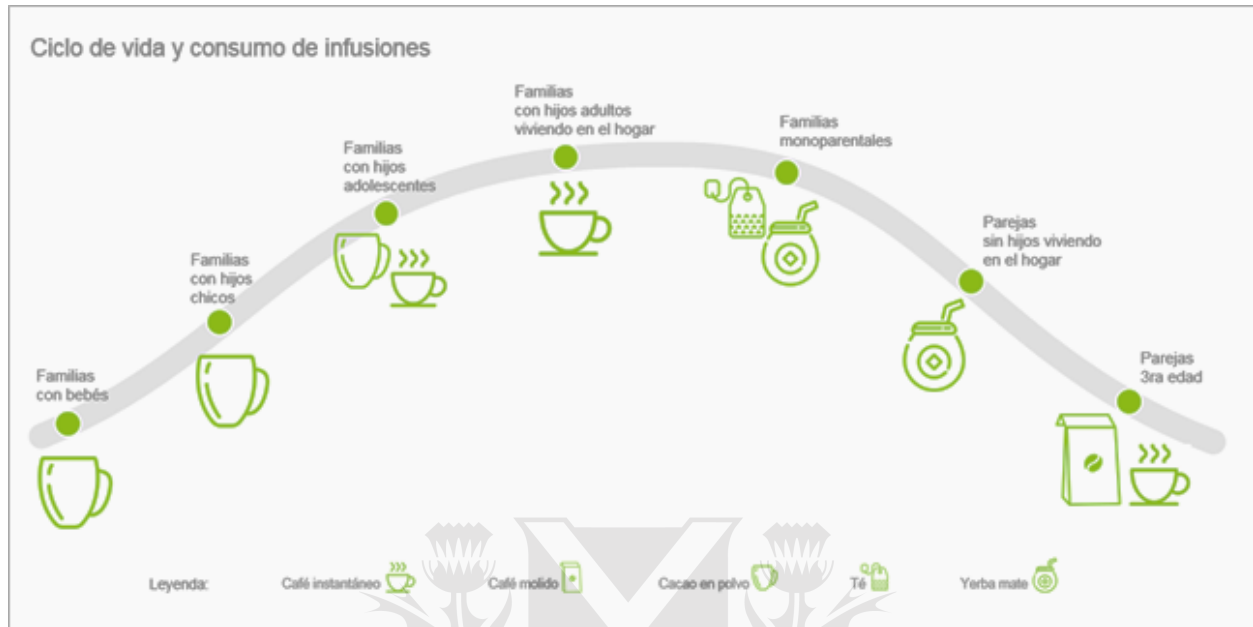 Ciclo de vida y consumo de infusiones
Familias
con bebés
Familias
con hijos
chicos
Familias
con hijos
adolescentes
Familias
con hijos adultos
viviendo en el hogar
Familias
monoparentales
Parejas
sin hijos viviendo
en el hogar
Parejas
3ra edad
Leyenda: Café instantáneo Café molido Cacao en polvo Té Yerba mate